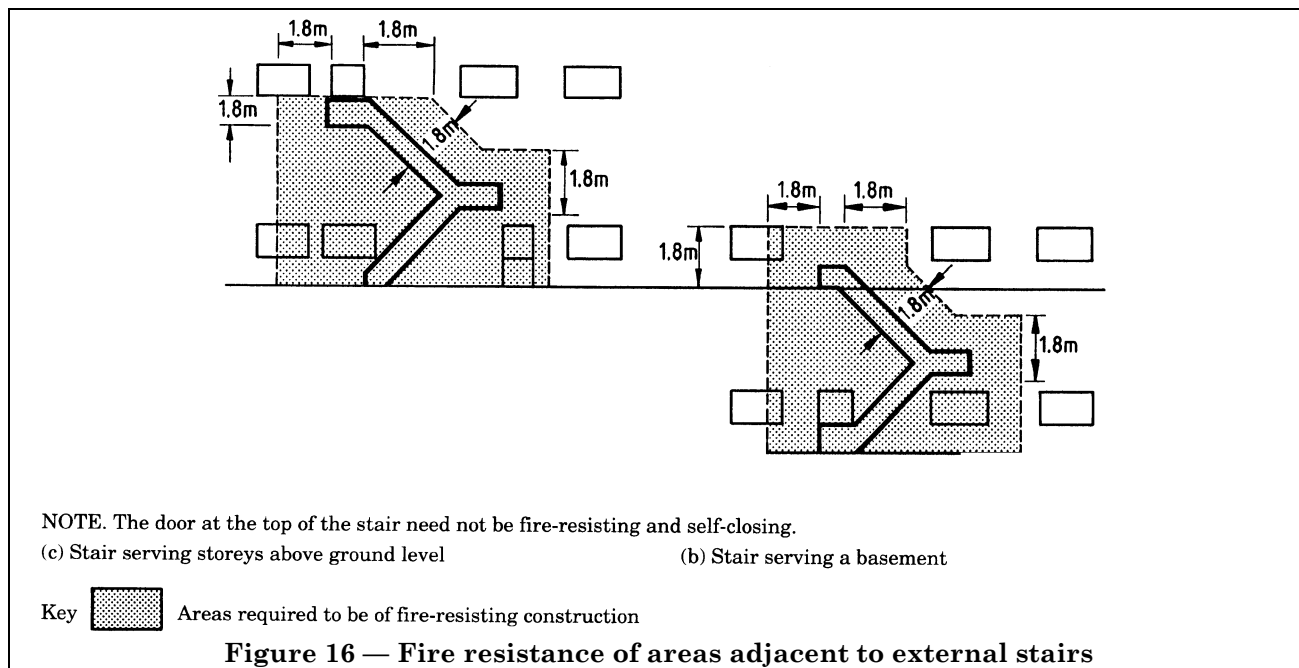 1.8m 1.8m
1.8m
1.8m
1.8m
1.8m 1.8m
1.8m
1.8m
1.8m
NOTE. The door at the top of the stair need not be fire-resisting and self-closing.
(c) Stair serving storeys above ground level (b) Stair serving a basement
Key Areas required to be of fire-resisting construction
Figure 16 — Fire resistance of areas adjacent to external stairs